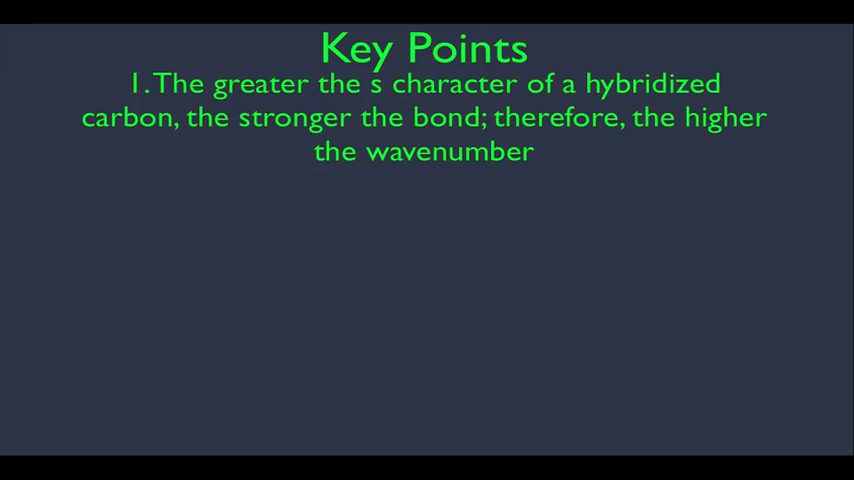 Key Points
1. The greater the s character of a hybridized
carbon, the stronger the bond; therefore, the higher
the wavenumber